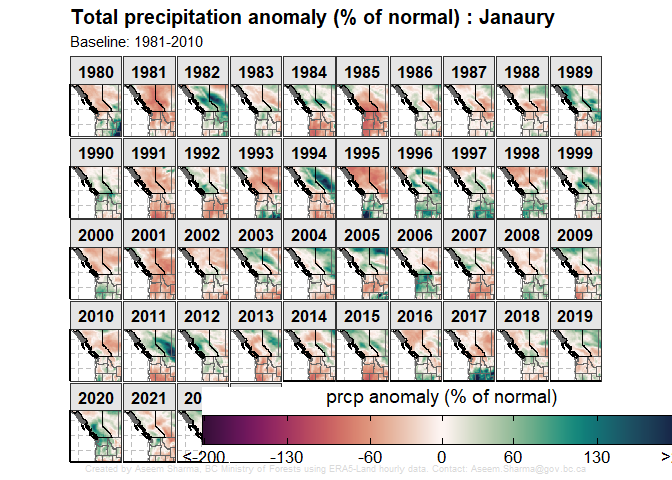 Total precipitation anomaly (% of normal) : Janaury
Baseline: 1981-2010
1980 1981 1982 1983 1984 1985 1986 1987 1988 1989
1990 1991 1992 1993 1994 1995 1996 1997 1998 1999
2000 2001 2002 2003 2004 2005 2006 2007 2008 2009
2010 2011 2012 2013 2014 2015 2016 2017 2018 2019
2020 2021 20
prcp anomaly (% of normal)
<-200 -130 -60 0 60 130 >
Created by Aseem Sharma, BC Ministry of Forests using ERA5-Land hourly data. Contact: Aseem.Sharma@gov.bc.ca